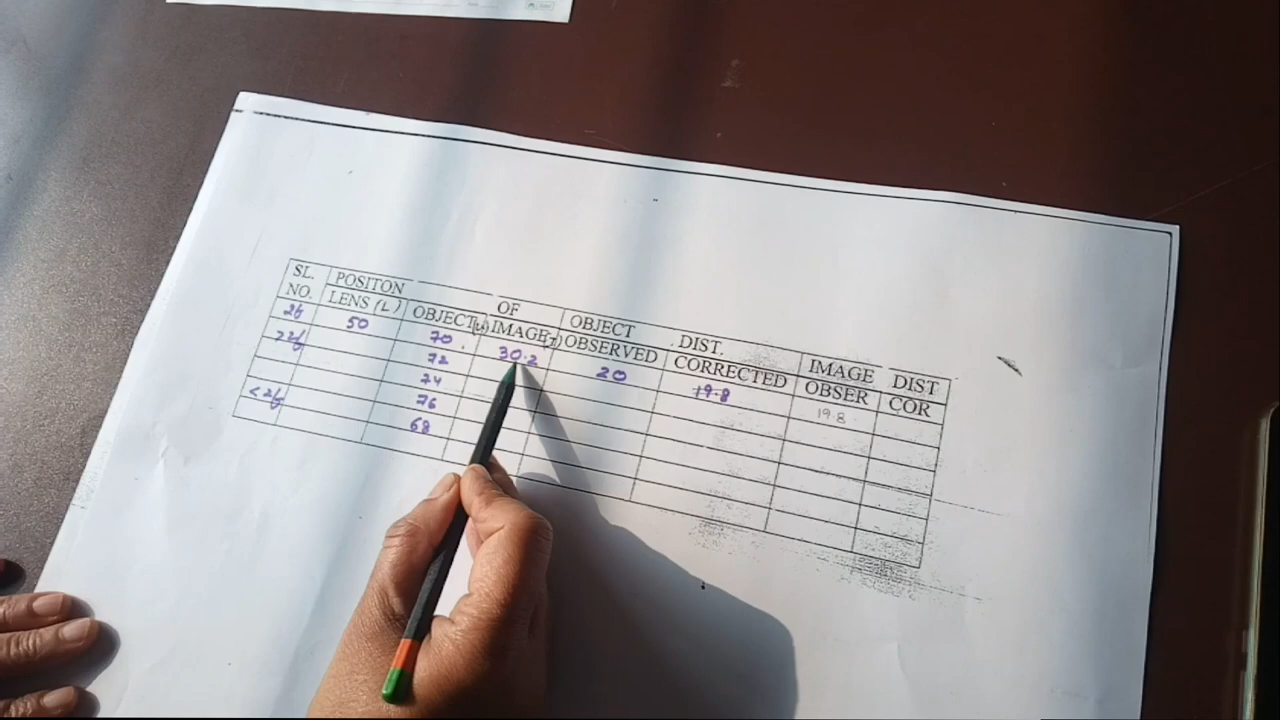 SL. NO. POSITON OF OBJECT DIST. IMAGE DIST
LENS (L) OBJECT (u) IMAGE (I) OBSERVED CORRECTED OBSER COR
2f 50 70 30.2 20 19.8 19.8
>2f 72
74
76
<2f 68